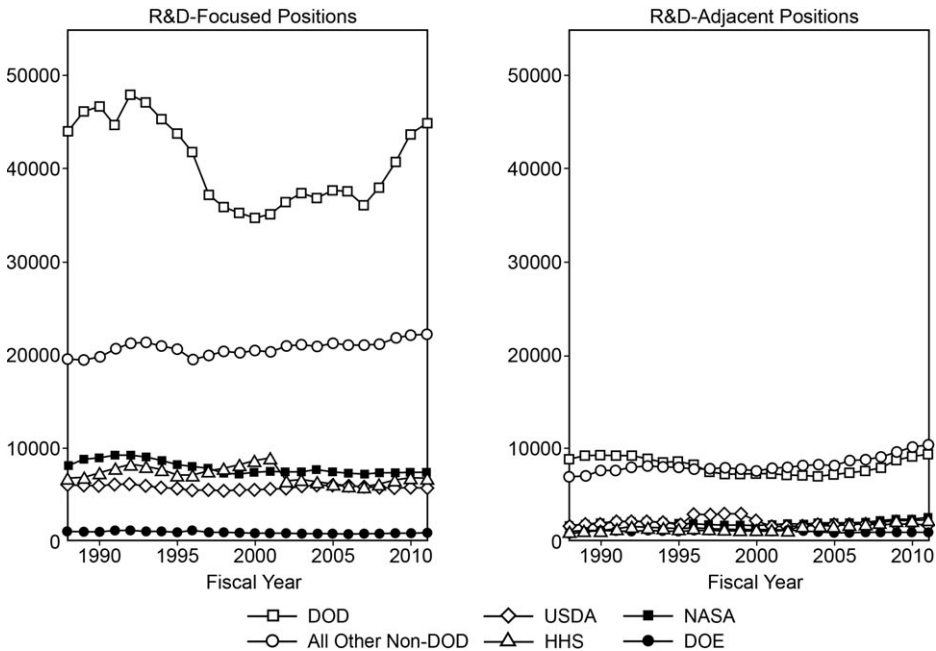 R&D-Focused Positions
50000
40000
30000
20000
10000
0
1990 1995 2000 2005 2010
Fiscal Year
R&D-Adjacent Positions
50000
40000
30000
20000
10000
0
1990 1995 2000 2005 2010
Fiscal Year
DOD USDA NASA
All Other Non-DOD HHS DOE